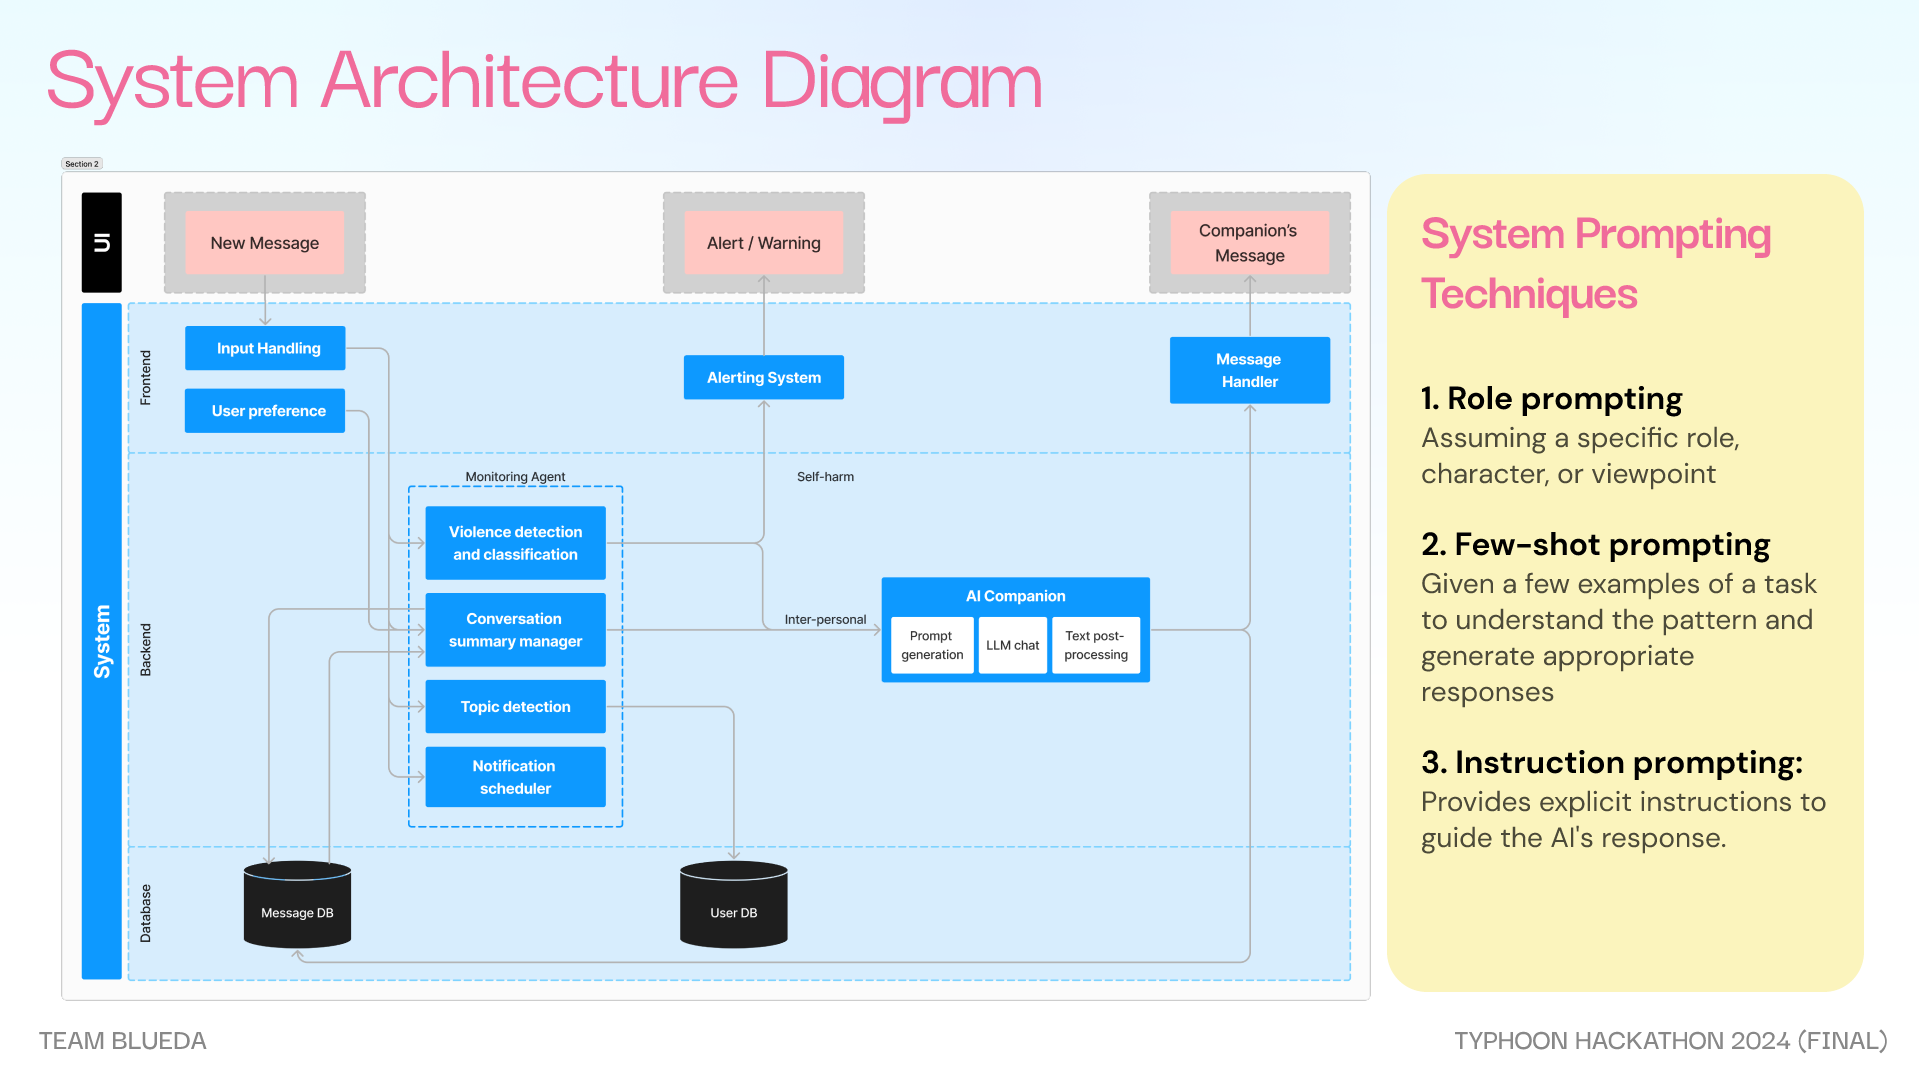 System Architecture Diagram
Section 2
UI
New Message
Alert / Warning
Companion's
Message
System
Frontend
Input Handling
User preference
Alerting System
Message
Handler
Backend
Monitoring Agent
Self-harm
Violence detection
and classification
Conversation
summary manager
Topic detection
Notification
scheduler
Inter-personal
AI Companion
Prompt
generation
LLM chat
Text post-
processing
Database
Message DB
User DB
System Prompting
Techniques
1. Role prompting
Assuming a specific role,
character, or viewpoint
2. Few-shot prompting
Given a few examples of a task
to understand the pattern and
generate appropriate
responses
3. Instruction prompting:
Provides explicit instructions to
guide the AI's response.
TEAM BLUEDA
TYPHOON HACKATHON 2024 (FINAL)